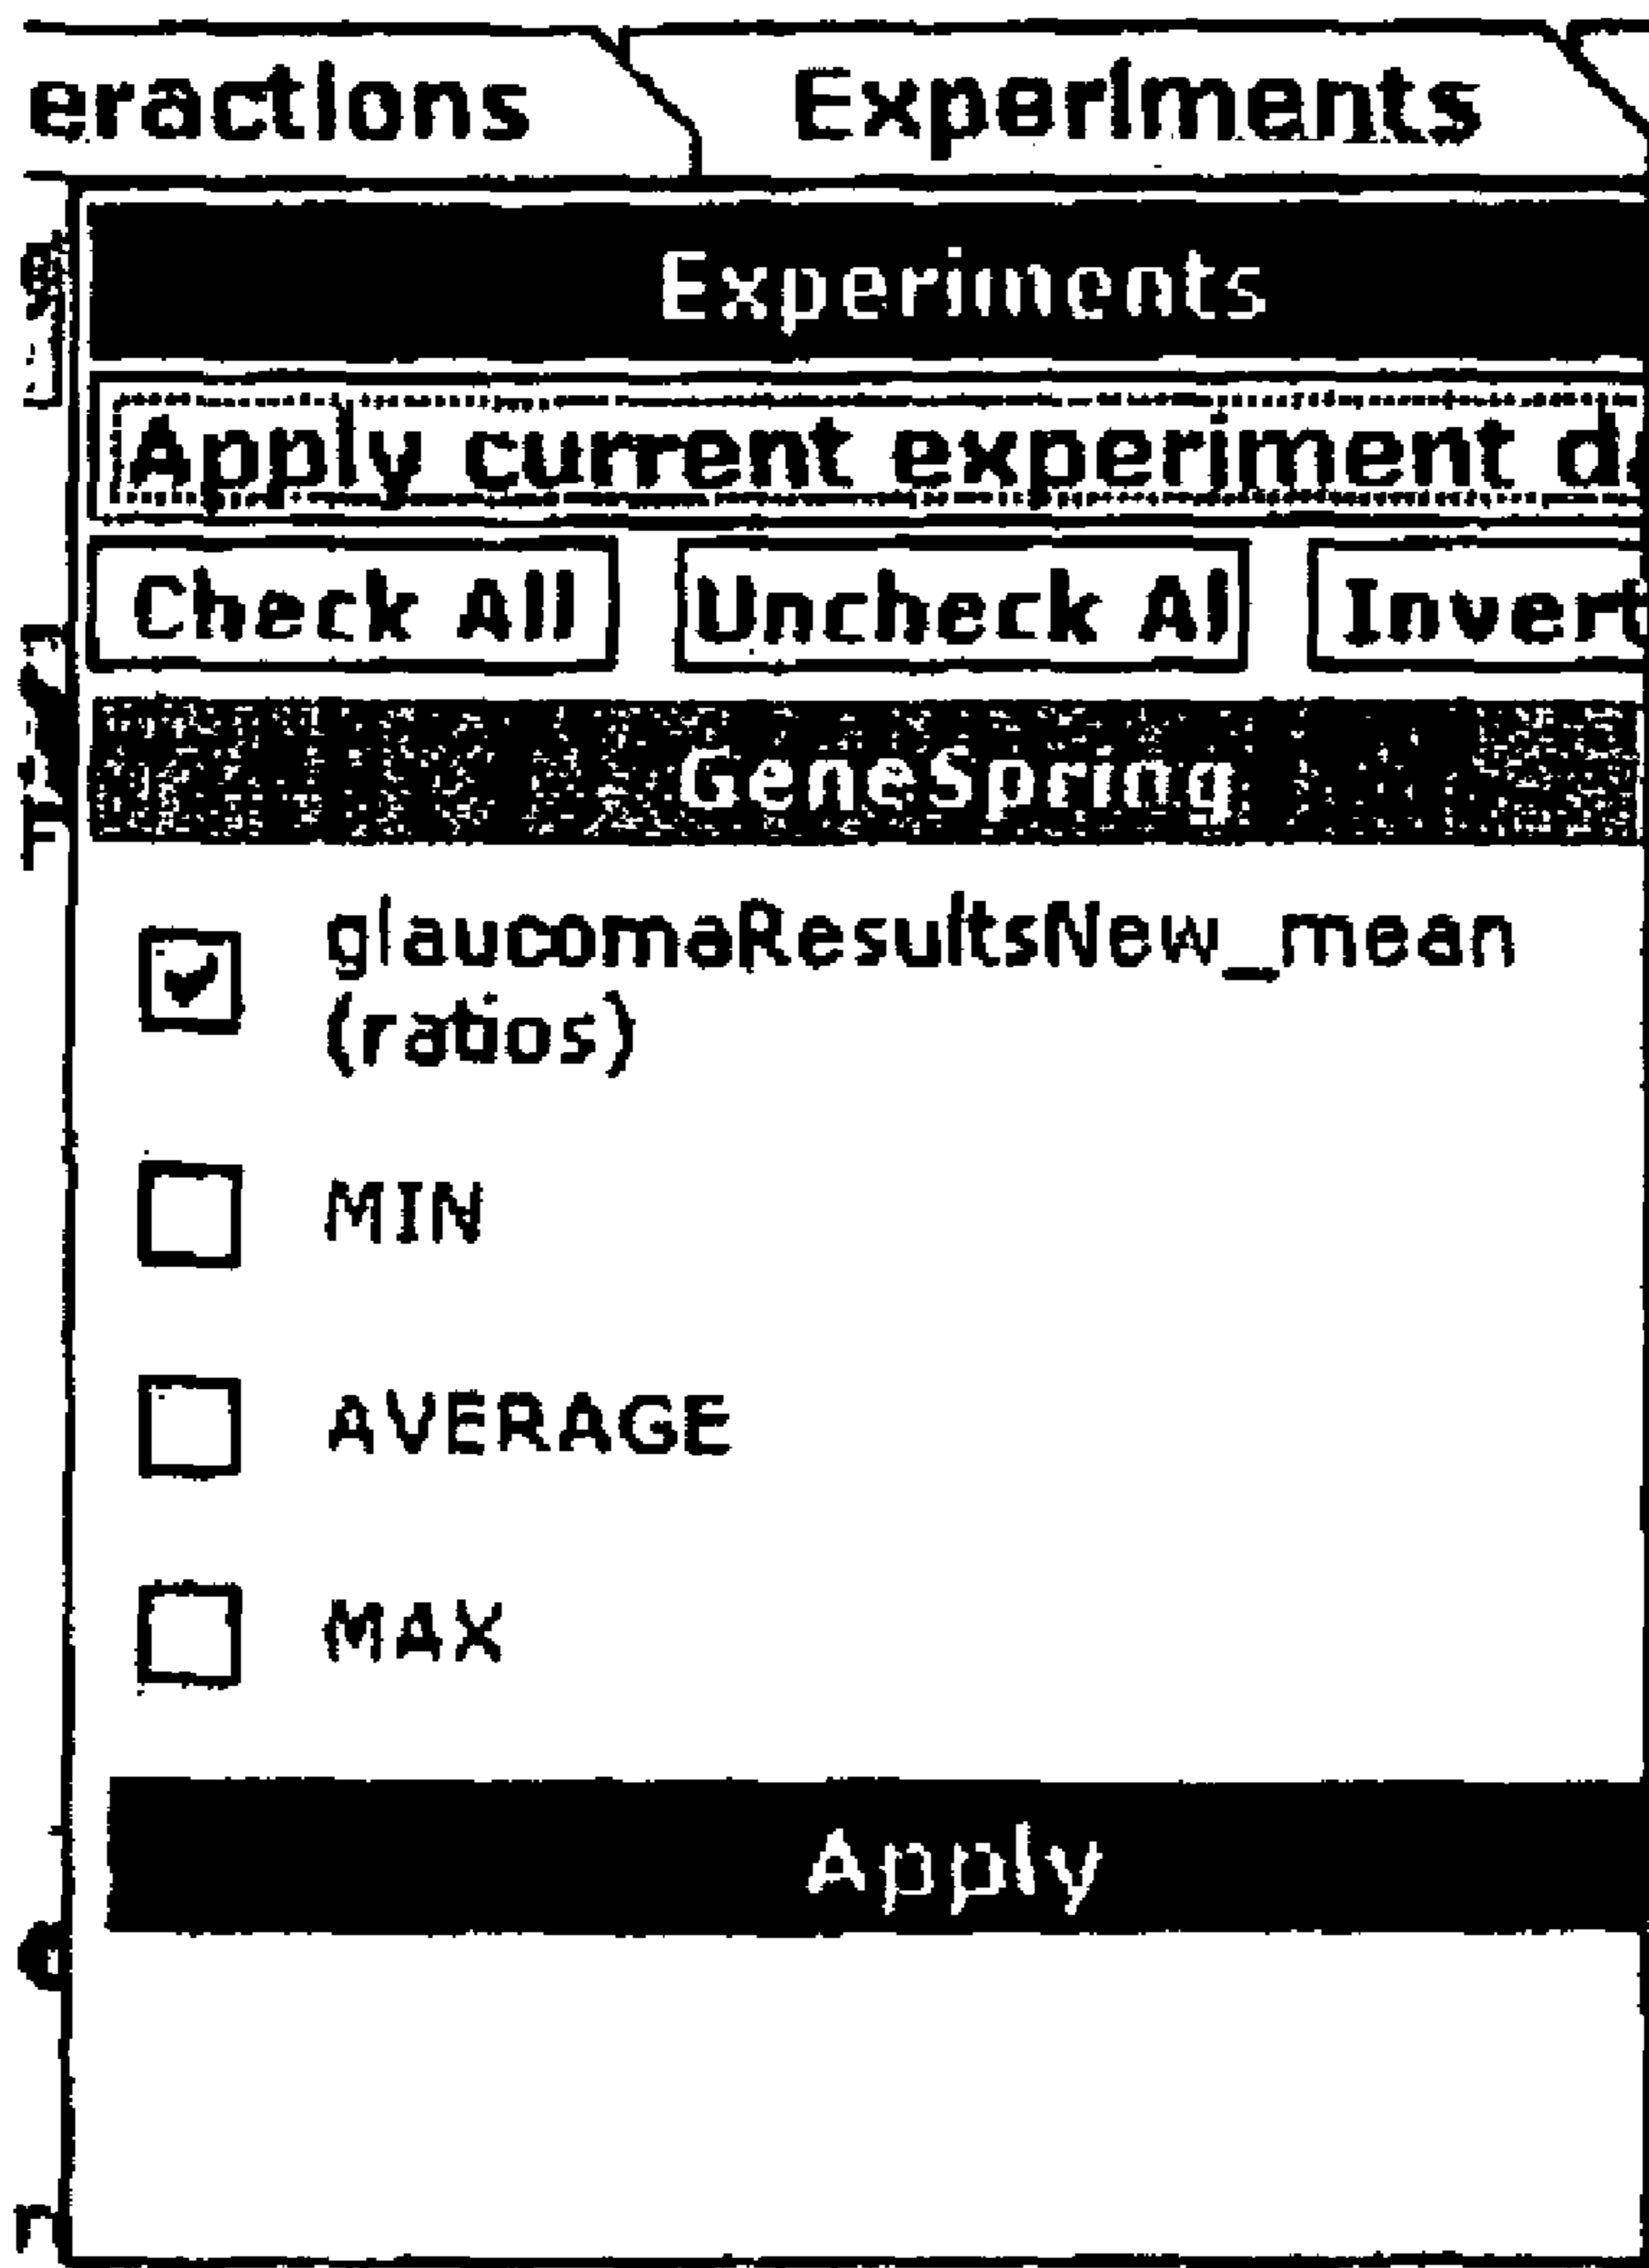 eractions Experiments
Experiments
Apply current experiment
Check All Uncheck Al Invert
GeneSpring
glaucomaResultsNew_mean
(ratios)
MIN
AVERAGE
MAX
Apply